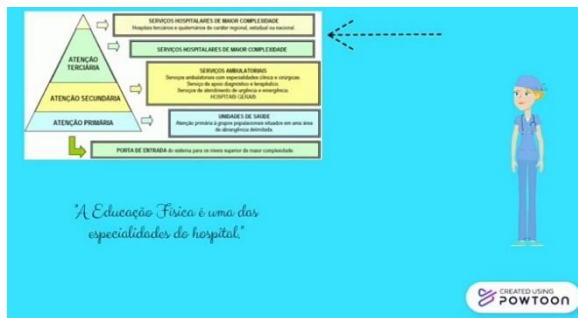 SERVIÇOS HOSPITALARES DE MAIOR COMPLEXIDADE
Hospitais terciários e quaternários de caráter regional, estadual ou nacional.
SERVIÇOS HOSPITALARES DE MAIOR COMPLEXIDADE
ATENÇÃO
TERCIÁRIA
SERVIÇOS AMBULATORIAIS
Serviços ambulatoriais com especialidades clínica e cirúrgicas.
Serviço de apoio diagnóstico e terapêutico.
Serviços de atendimento de urgência e emergência.
HOSPITAIS GERAIS
ATENÇÃO SECUNDÁRIA
UNIDADES DE SAÚDE
Atenção primária à grupos populacionais situados em uma área
de abrangência delimitada.
ATENÇÃO PRIMÁRIA
PORTA DE ENTRADA do sistema para os níveis superior de maior complexidade.
"A Educação Física é uma das
especialidades do hospital."
CREATED USING
POWTOON